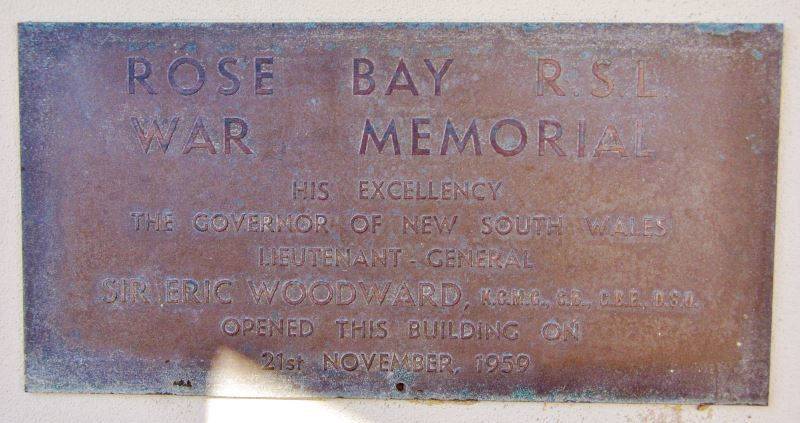 ROSE BAY R.S.L.
WAR MEMORIAL
HIS EXCELLENCY
THE GOVERNOR OF NEW SOUTH WALES
LIEUTENANT-GENERAL
SIR ERIC WOODWARD, K.C.M.G., C.B., C.B.E., D.S.O.
OPENED THIS BUILDING ON
21st NOVEMBER, 1959